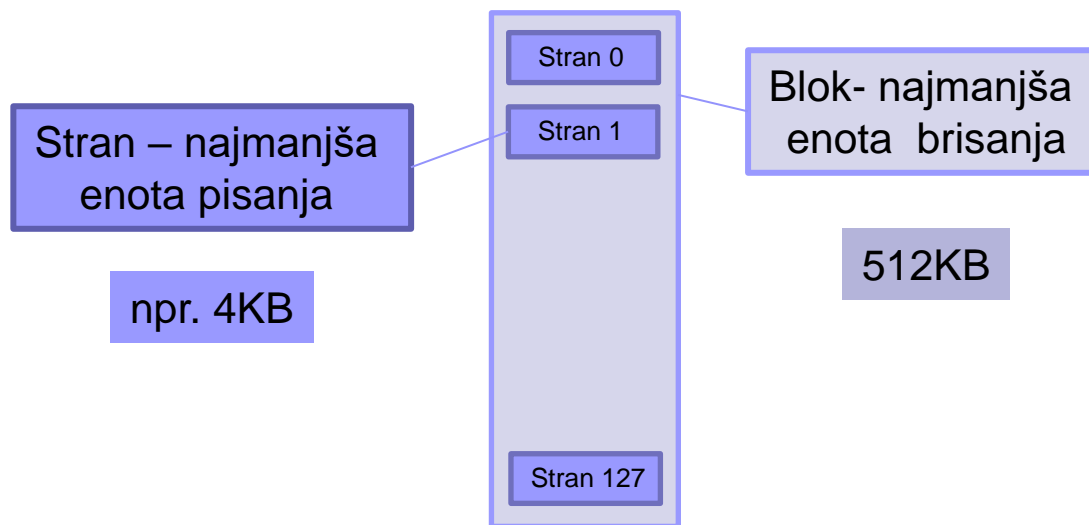 Stran 0
Stran 1
Stran – najmanjša
enota pisanja
npr. 4KB
Blok- najmanjša
enota brisanja
512KB
Stran 127